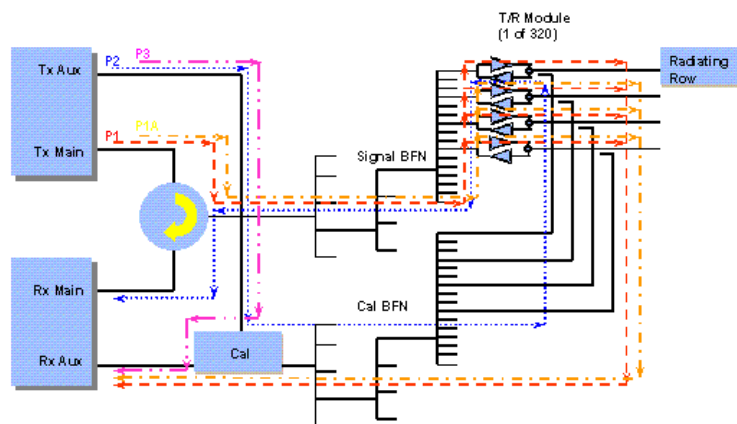 T/R Module
(1 of 320)
P3
P2
Tx Aux
Radiating
Row
P1
P1A
Tx Main
Signal BFN
Rx Main
Cal BFN
Rx Aux
Cal